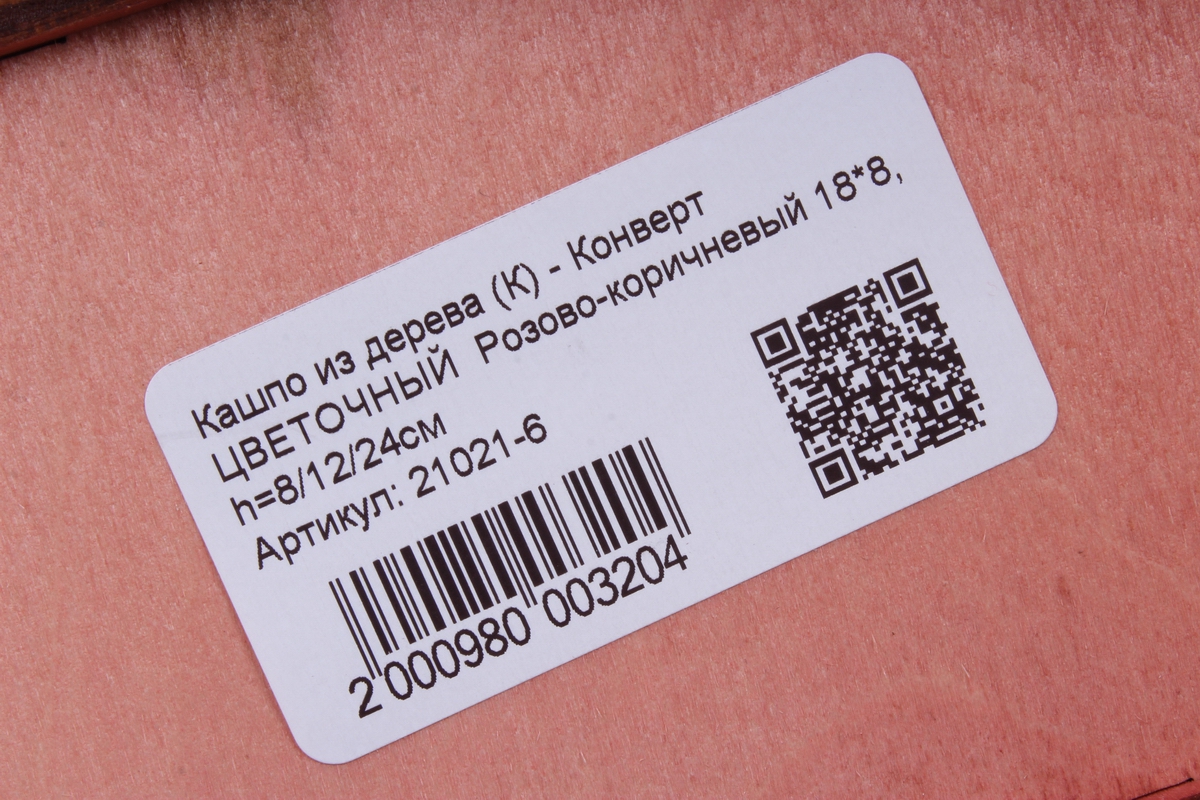 Кашпо из дерева (К) - Конверт
ЦВЕТОЧНЫЙ Розово-коричневый 18*8,
h=8/12/24см
Артикул: 21021-6
2 000980 003204